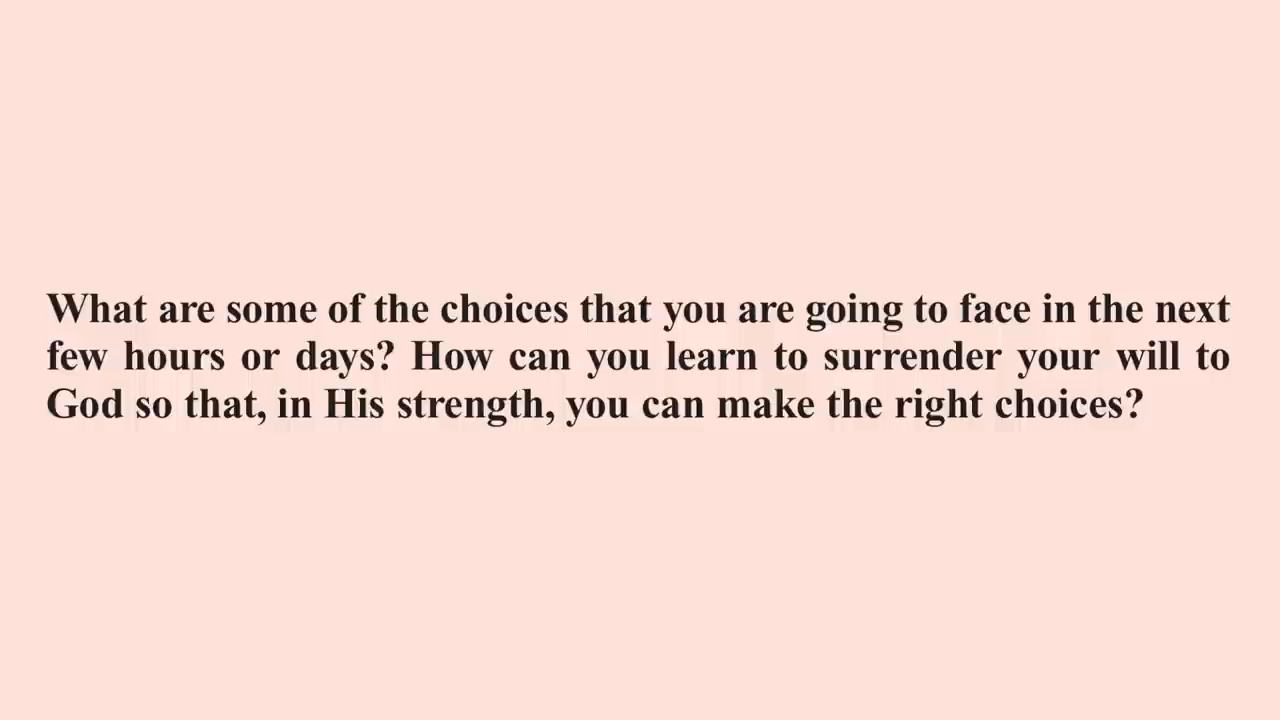 What are some of the choices that you are going to face in the next
few hours or days? How can you learn to surrender your will to
God so that, in His strength, you can make the right choices?